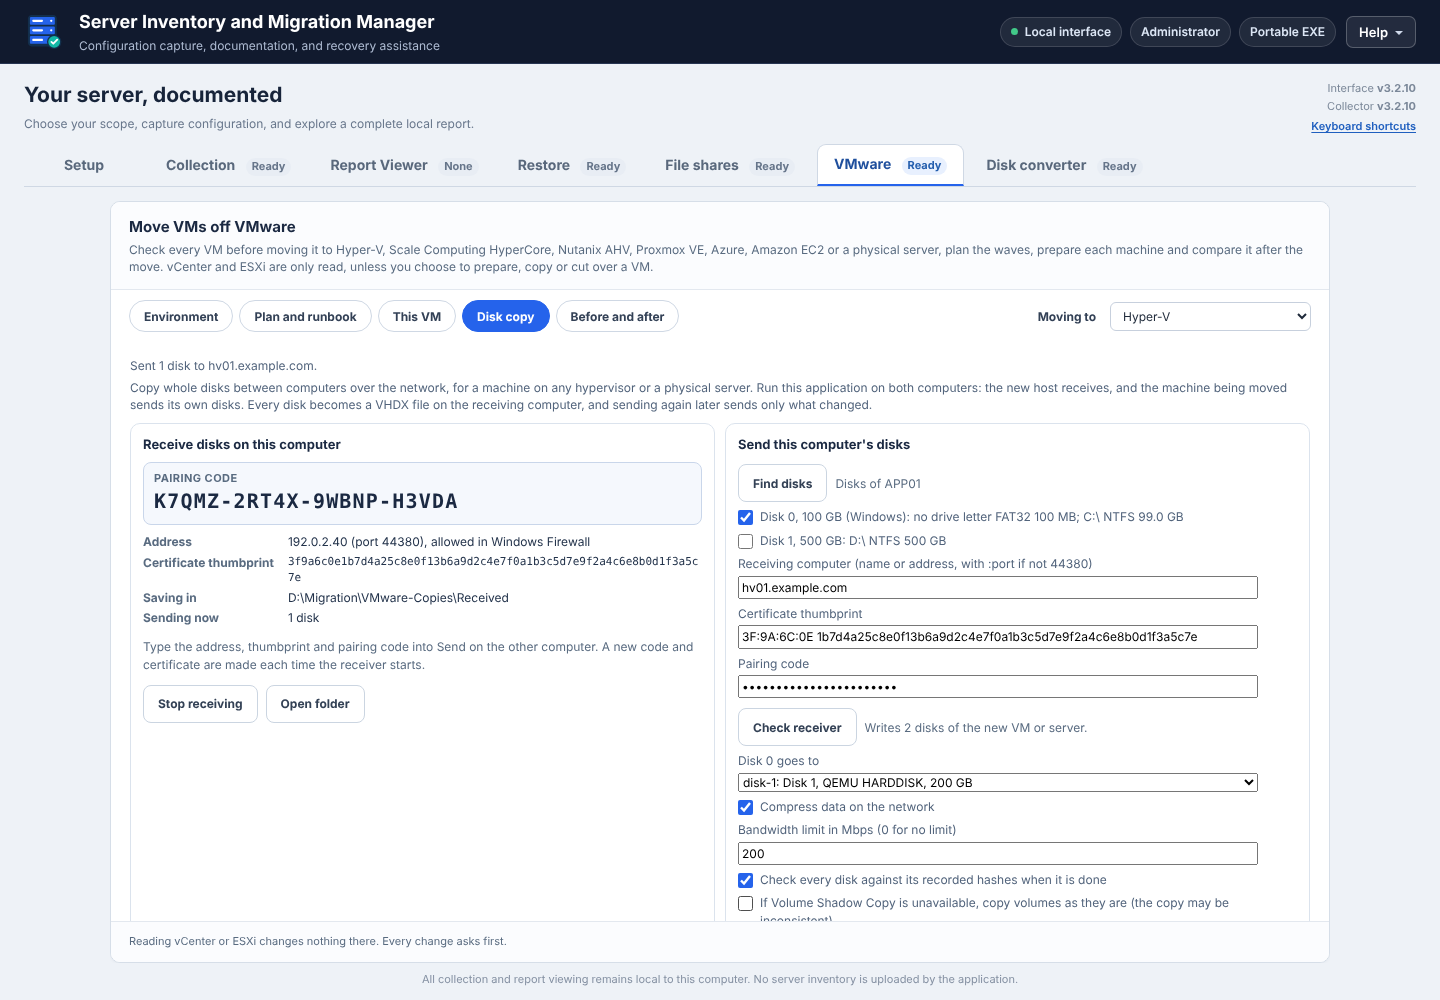 Server Inventory and Migration Manager
Configuration capture, documentation, and recovery assistance
Local interface
Administrator
Portable EXE
Help
Your server, documented
Choose your scope, capture configuration, and explore a complete local report.
Interface v3.2.10
Collector v3.2.10
Keyboard shortcuts
Setup
Collection Ready
Report Viewer None
Restore Ready
File shares Ready
VMware Ready
Disk converter Ready
Move VMs off VMware
Check every VM before moving it to Hyper-V, Scale Computing HyperCore, Nutanix AHV, Proxmox VE, Azure, Amazon EC2 or a physical server, plan the waves, prepare each machine and compare it after the
move. vCenter and ESXi are only read, unless you choose to prepare, copy or cut over a VM.
Environment
Plan and runbook
This VM
Disk copy
Before and after
Moving to
Hyper-V
Sent 1 disk to hv01.example.com.
Copy whole disks between computers over the network, for a machine on any hypervisor or a physical server. Run this application on both computers: the new host receives, and the machine being moved
sends its own disks. Every disk becomes a VHDX file on the receiving computer, and sending again later sends only what changed.
Receive disks on this computer
PAIRING CODE
K7QMZ-2RT4X-9WBNP-H3VDA
Address 192.0.2.40 (port 44380), allowed in Windows Firewall
Certificate thumbprint 3f9a6c0e1b7d4a25c8e0f13b6a9d2c4e7f0a1b3c5d7e9f2a4c6e8b0d1f3a5c
7e
Saving in D:\Migration\VMware-Copies\Received
Sending now 1 disk
Type the address, thumbprint and pairing code into Send on the other computer. A new code and
certificate are made each time the receiver starts.
Stop receiving
Open folder
Send this computer's disks
Find disks
Disks of APP01
Disk 0, 100 GB (Windows): no drive letter FAT32 100 MB; C:\ NTFS 99.0 GB
Disk 1, 500 GB: D:\ NTFS 500 GB
Receiving computer (name or address, with :port if not 44380)
hv01.example.com
Certificate thumbprint
3F:9A:6C:0E 1b7d4a25c8e0f13b6a9d2c4e7f0a1b3c5d7e9f2a4c6e8b0d1f3a5c7e
Pairing code
•••••••••••••••••••••••
Check receiver
Writes 2 disks of the new VM or server.
Disk 0 goes to
disk-1: Disk 1, QEMU HARDDISK, 200 GB
Compress data on the network
Bandwidth limit in Mbps (0 for no limit)
200
Check every disk against its recorded hashes when it is done
If Volume Shadow Copy is unavailable, copy volumes as they are (the copy may be
inconsistent)
Reading vCenter or ESXi changes nothing there. Every change asks first.
All collection and report viewing remains local to this computer. No server inventory is uploaded by the application.